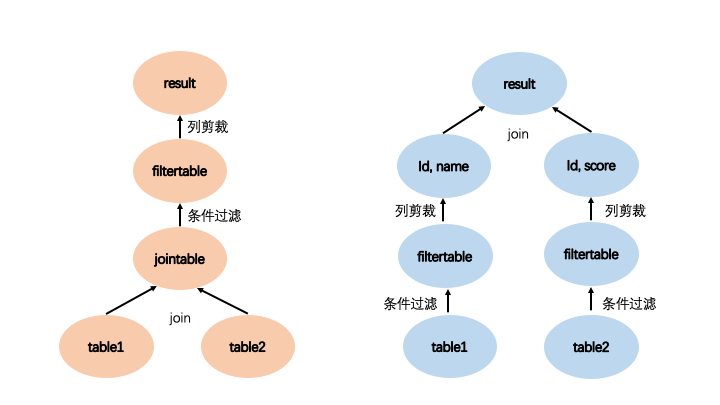 result
列剪裁
filtertable
条件过滤
jointable
join
table1
table2
result
join
Id, name
Id, score
列剪裁
列剪裁
filtertable
filtertable
条件过滤
条件过滤
table1
table2